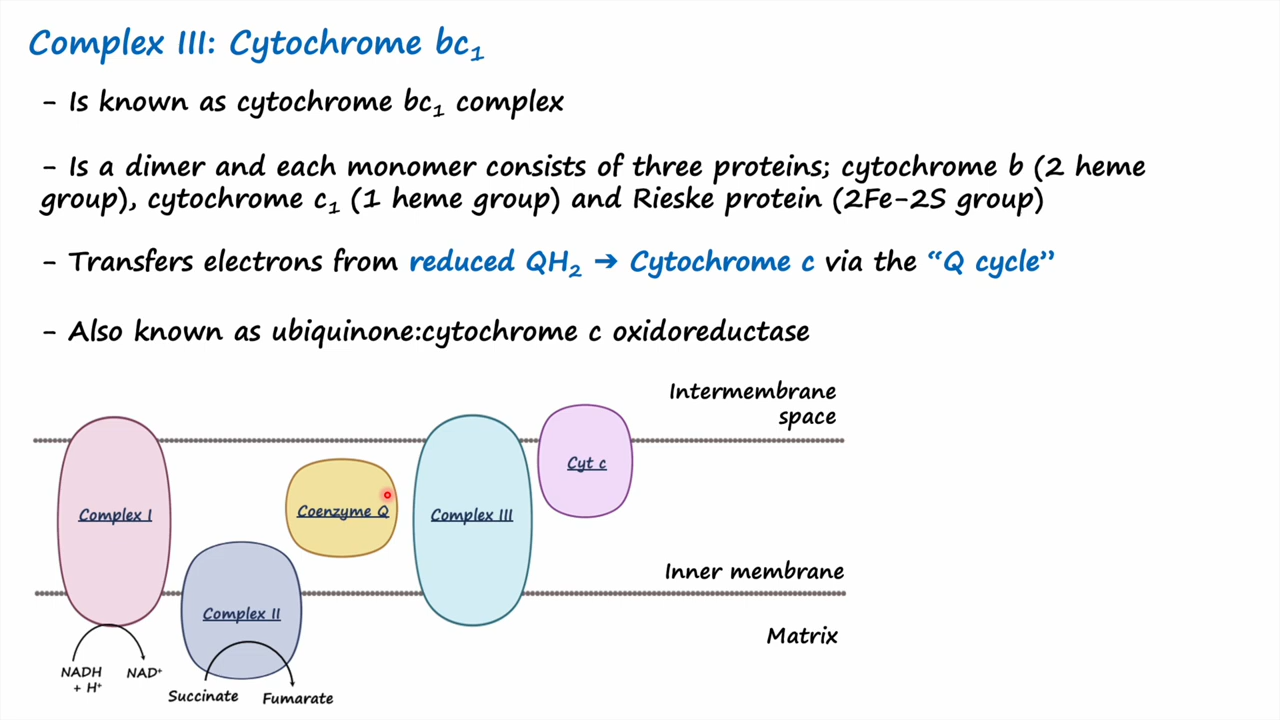 Complex III: Cytochrome bc₁
- Is known as cytochrome bc₁ complex
- Is a dimer and each monomer consists of three proteins; cytochrome b (2 heme
group), cytochrome c₁ (1 heme group) and Rieske protein (2Fe-2S group)
- Transfers electrons from reduced QH₂ ➔ Cytochrome c via the “Q cycle”
- Also known as ubiquinone:cytochrome c oxidoreductase
Intermembrane
space
Cyt c
Coenzyme Q
Complex I
Complex III
Inner membrane
Complex II
Matrix
NADH
+ H⁺
NAD⁺
Succinate
Fumarate